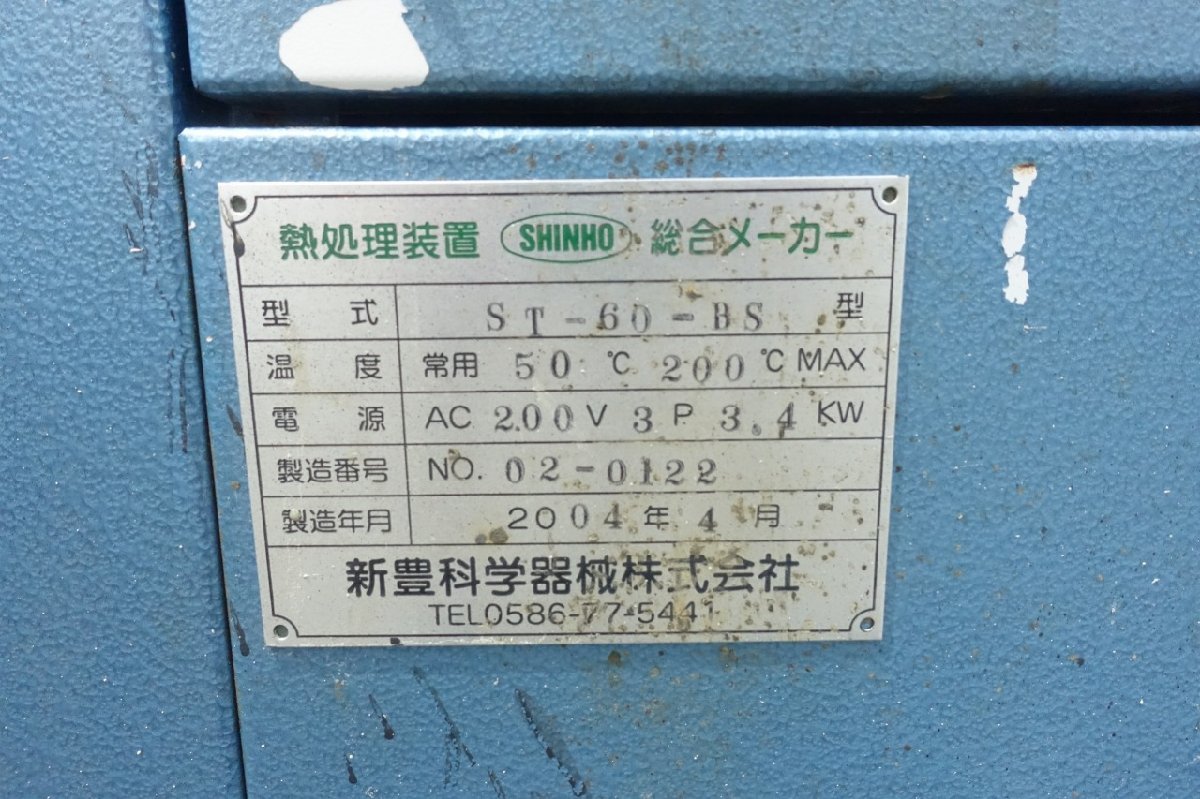 熱処理装置 SHINHO 総合メーカー
型式 ST-60-BS 型
温度 常用 50 ℃ 200 ℃ MAX
電源 AC 200 V 3 P 3.4 KW
製造番号 NO. 02-0122
製造年月 2004 年 4 月
新豊科学器械株式会社
TEL0586-77-5441